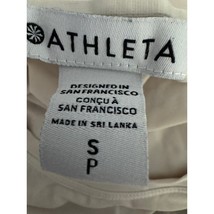 ATHLETA
DESIGNED IN
SAN FRANCISCO
CONÇU À
SAN FRANCISCO
MADE IN SRI LANKA
S
P